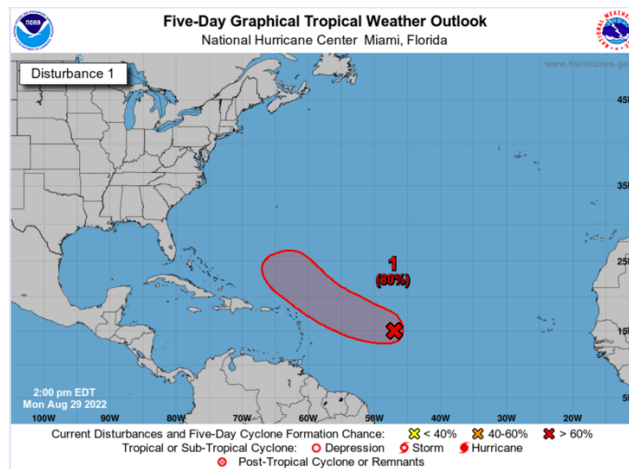 Five-Day Graphical Tropical Weather Outlook
National Hurricane Center Miami, Florida
NOAA
Disturbance 1
www.hurricanes.gov
45N
35N
25N
1
(80%)
15N
2:00 pm EDT
Mon Aug 29 2022
100W 90W 80W 70W 60W 50W 40W 30W 20W
Current Disturbances and Five-Day Cyclone Formation Chance: < 40% 40-60% > 60%
Tropical or Sub-Tropical Cyclone: Depression Storm Hurricane
Post-Tropical Cyclone or Remnants